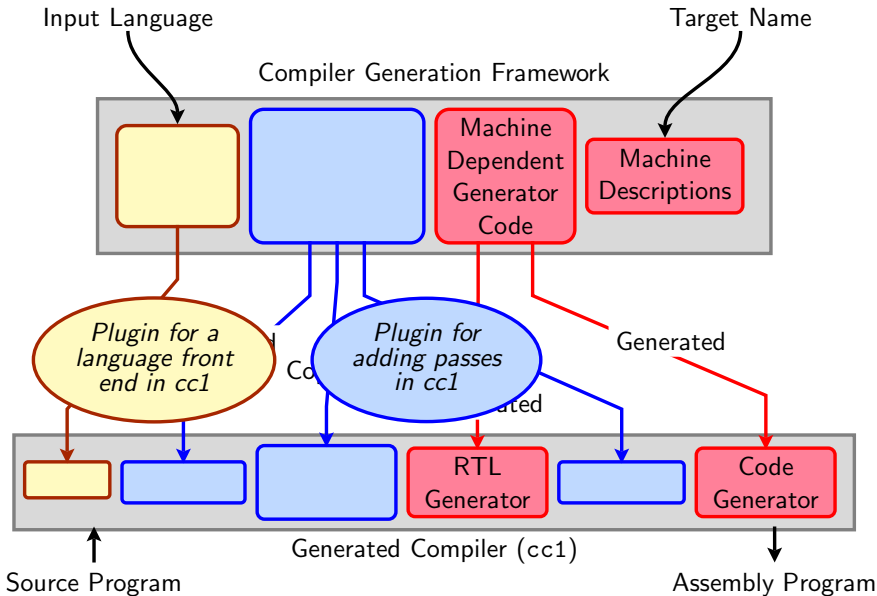 Input Language
Target Name
Compiler Generation Framework
Machine
Dependent
Generator
Code
Machine
Descriptions
Plugin for a
language front
end in cc1
Plugin for
adding passes
in cc1
Generated
RTL
Generator
Code
Generator
Generated Compiler (cc1)
Source Program
Assembly Program